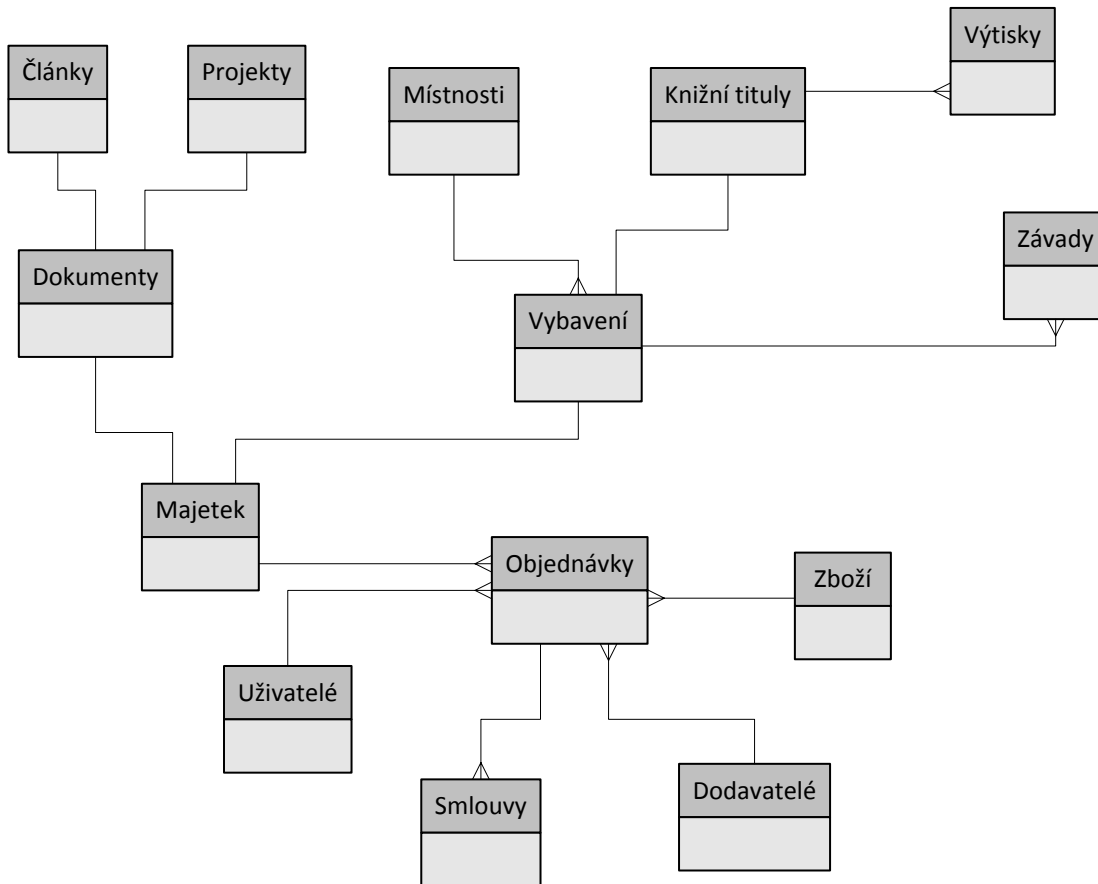 Výtisky
Články
Projekty
Místnosti
Knižní tituly
Závady
Dokumenty
Vybavení
Majetek
Objednávky
Zboží
Uživatelé
Smlouvy
Dodavatelé